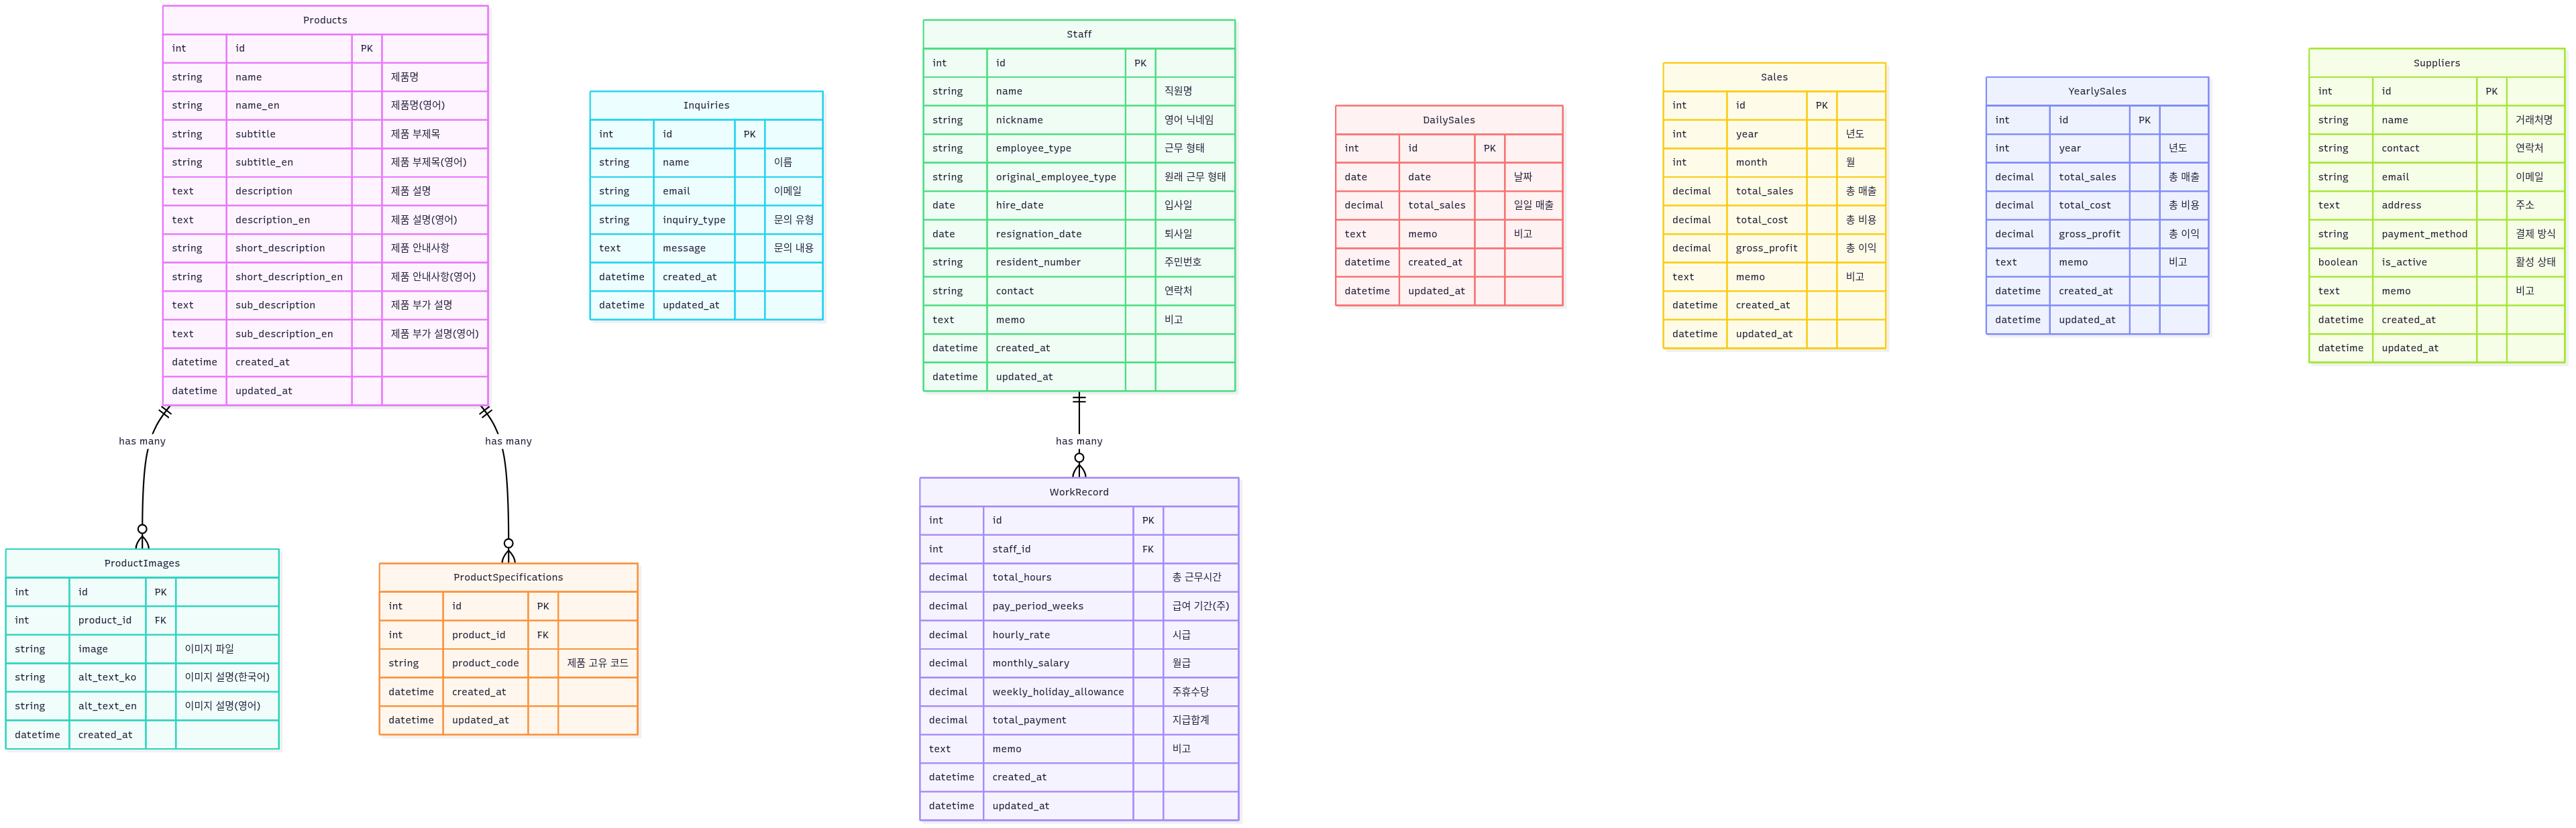 Products
int id PK
string name 제품명
string name_en 제품명(영어)
string subtitle 제품 부제목
string subtitle_en 제품 부제목(영어)
text description 제품 설명
text description_en 제품 설명(영어)
string short_description 제품 안내사항
string short_description_en 제품 안내사항(영어)
text sub_description 제품 부가 설명
text sub_description_en 제품 부가 설명(영어)
datetime created_at
datetime updated_at
Inquiries
int id PK
string name 이름
string email 이메일
string inquiry_type 문의 유형
text message 문의 내용
datetime created_at
datetime updated_at
Staff
int id PK
string name 직원명
string nickname 영어 닉네임
string employee_type 근무 형태
string original_employee_type 원래 근무 형태
date hire_date 입사일
date resignation_date 퇴사일
string resident_number 주민번호
string contact 연락처
text memo 비고
datetime created_at
datetime updated_at
DailySales
int id PK
date date 날짜
decimal total_sales 일일 매출
text memo 비고
datetime created_at
datetime updated_at
Sales
int id PK
int year 년도
int month 월
decimal total_sales 총 매출
decimal total_cost 총 비용
decimal gross_profit 총 이익
text memo 비고
datetime created_at
datetime updated_at
YearlySales
int id PK
int year 년도
decimal total_sales 총 매출
decimal total_cost 총 비용
decimal gross_profit 총 이익
text memo 비고
datetime created_at
datetime updated_at
Suppliers
int id PK
string name 거래처명
string contact 연락처
string email 이메일
text address 주소
string payment_method 결제 방식
boolean is_active 활성 상태
text memo 비고
datetime created_at
datetime updated_at
has many
has many
has many
ProductImages
int id PK
int product_id FK
string image 이미지 파일
string alt_text_ko 이미지 설명(한국어)
string alt_text_en 이미지 설명(영어)
datetime created_at
ProductSpecifications
int id PK
int product_id FK
string product_code 제품 고유 코드
datetime created_at
datetime updated_at
WorkRecord
int id PK
int staff_id FK
decimal total_hours 총 근무시간
decimal pay_period_weeks 급여 기간(주)
decimal hourly_rate 시급
decimal monthly_salary 월급
decimal weekly_holiday_allowance 주휴수당
decimal total_payment 지급합계
text memo 비고
datetime created_at
datetime updated_at